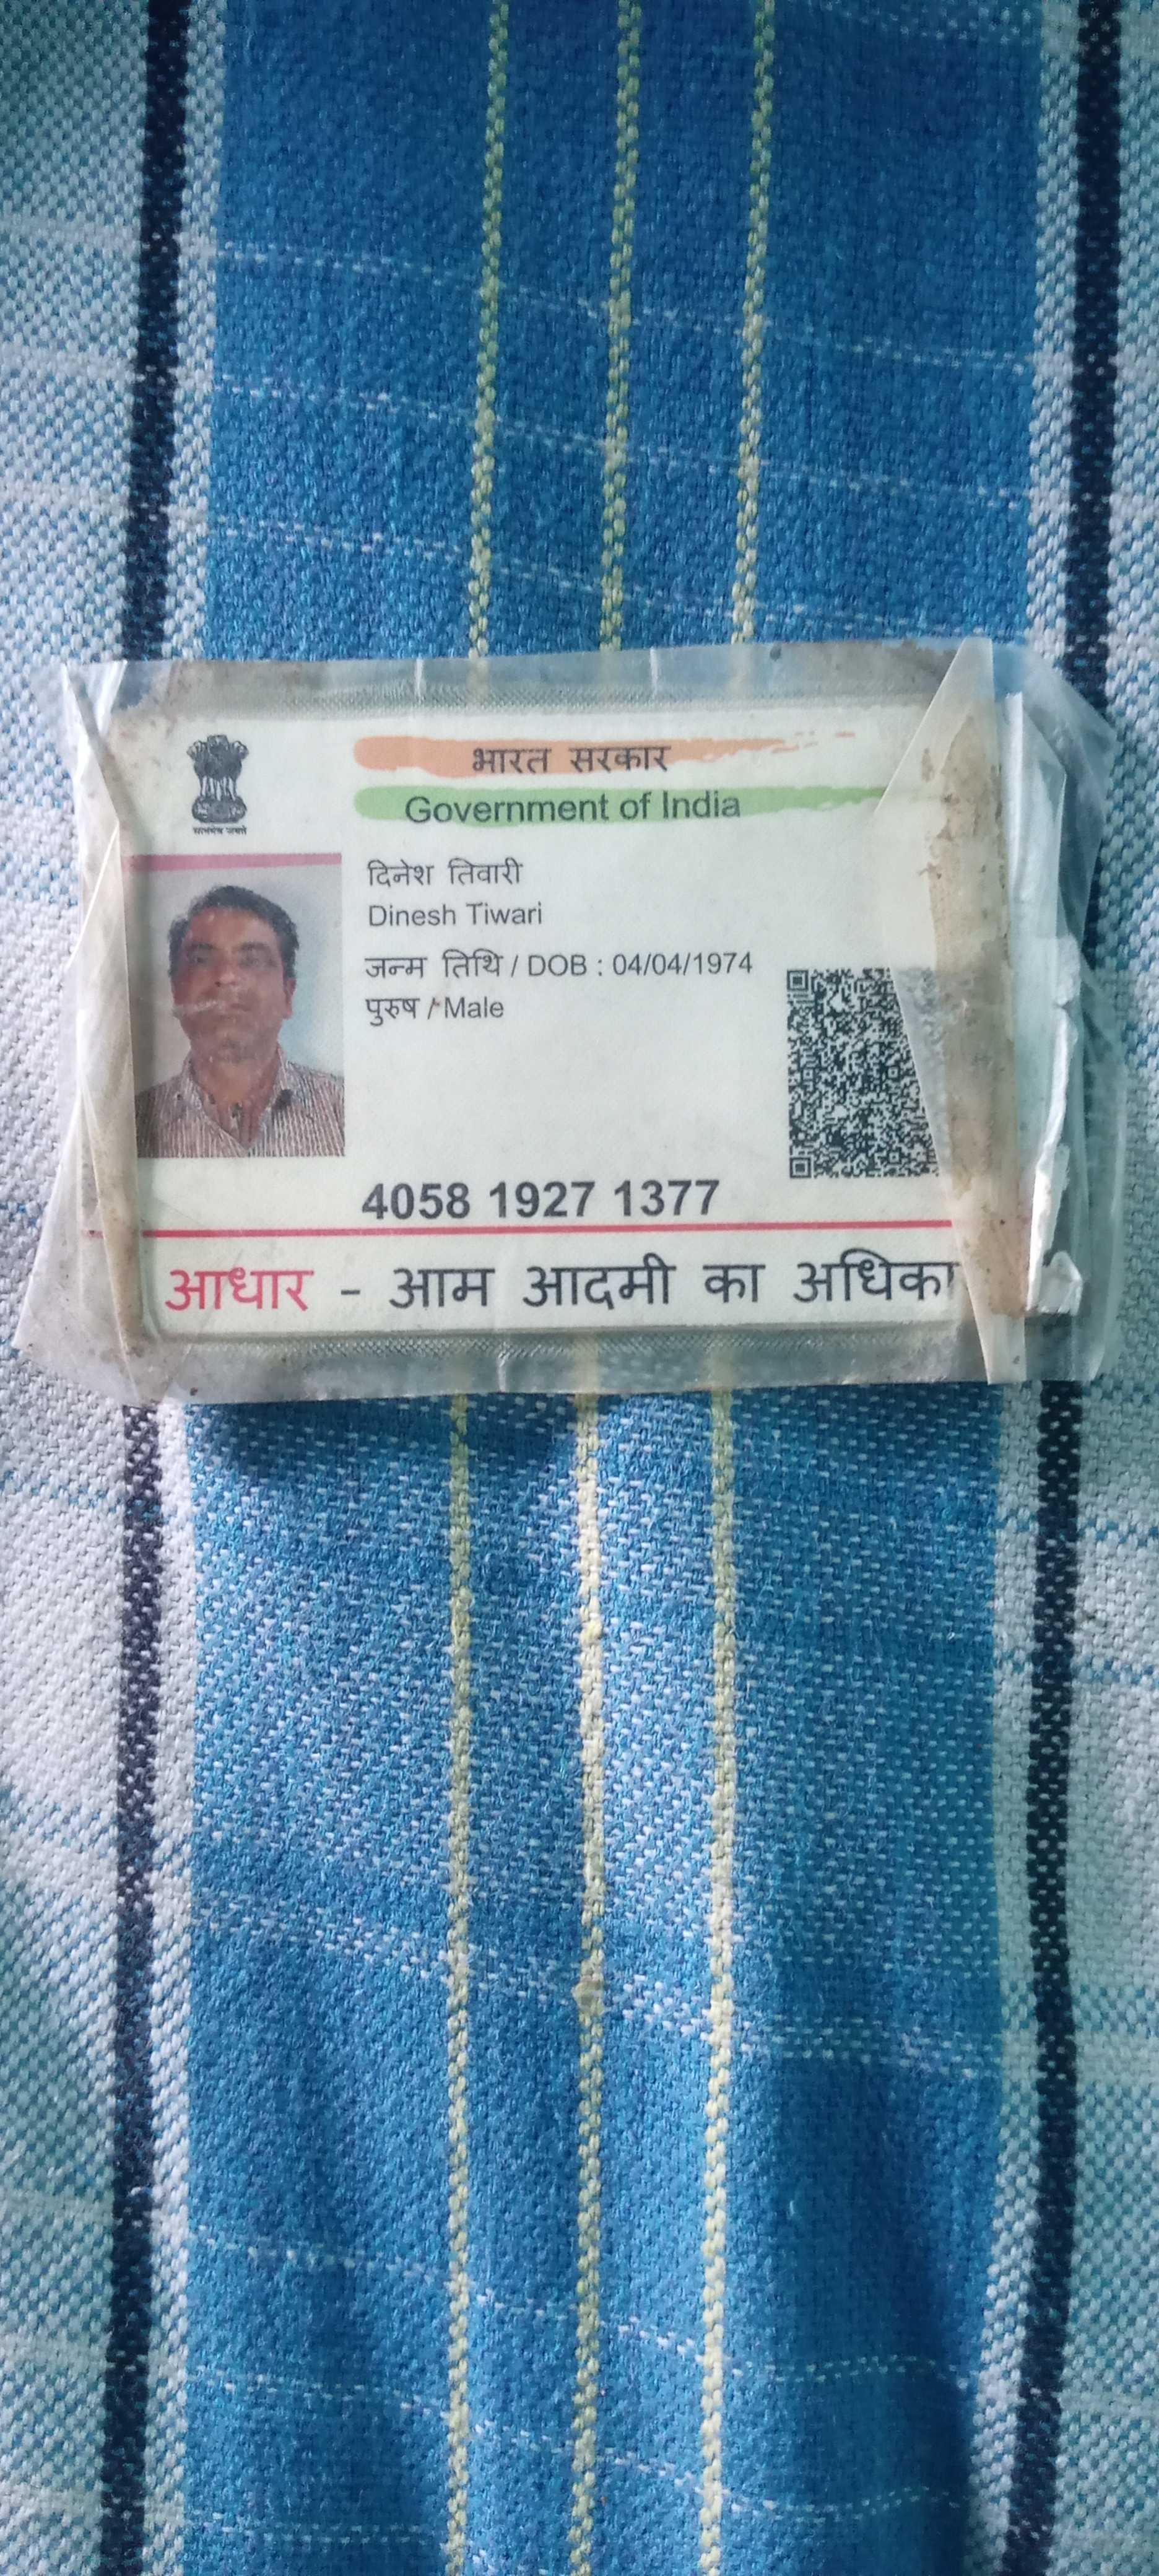 सत्यमेव जयते
भारत सरकार
Government of India
दिनेश तिवारी
Dinesh Tiwari
जन्म तिथि / DOB : 04/04/1974
पुरुष / Male
4058 1927 1377
आधार - आम आदमी का अधिका